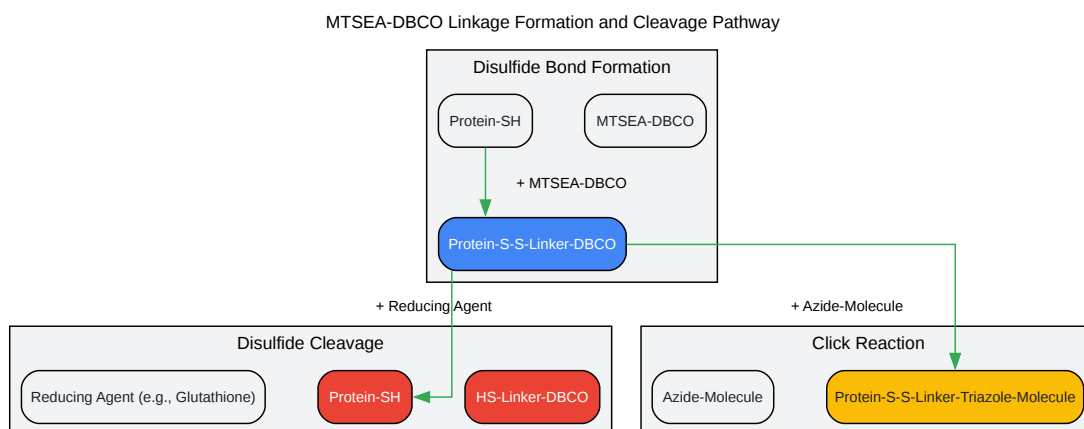 MTSEA-DBCO Linkage Formation and Cleavage Pathway
Disulfide Bond Formation
Protein-SH
MTSEA-DBCO
+ MTSEA-DBCO
Protein-S-S-Linker-DBCO
+ Reducing Agent
+ Azide-Molecule
Disulfide Cleavage
Click Reaction
Reducing Agent (e.g., Glutathione)
Protein-SH
HS-Linker-DBCO
Azide-Molecule
Protein-S-S-Linker-Triazole-Molecule